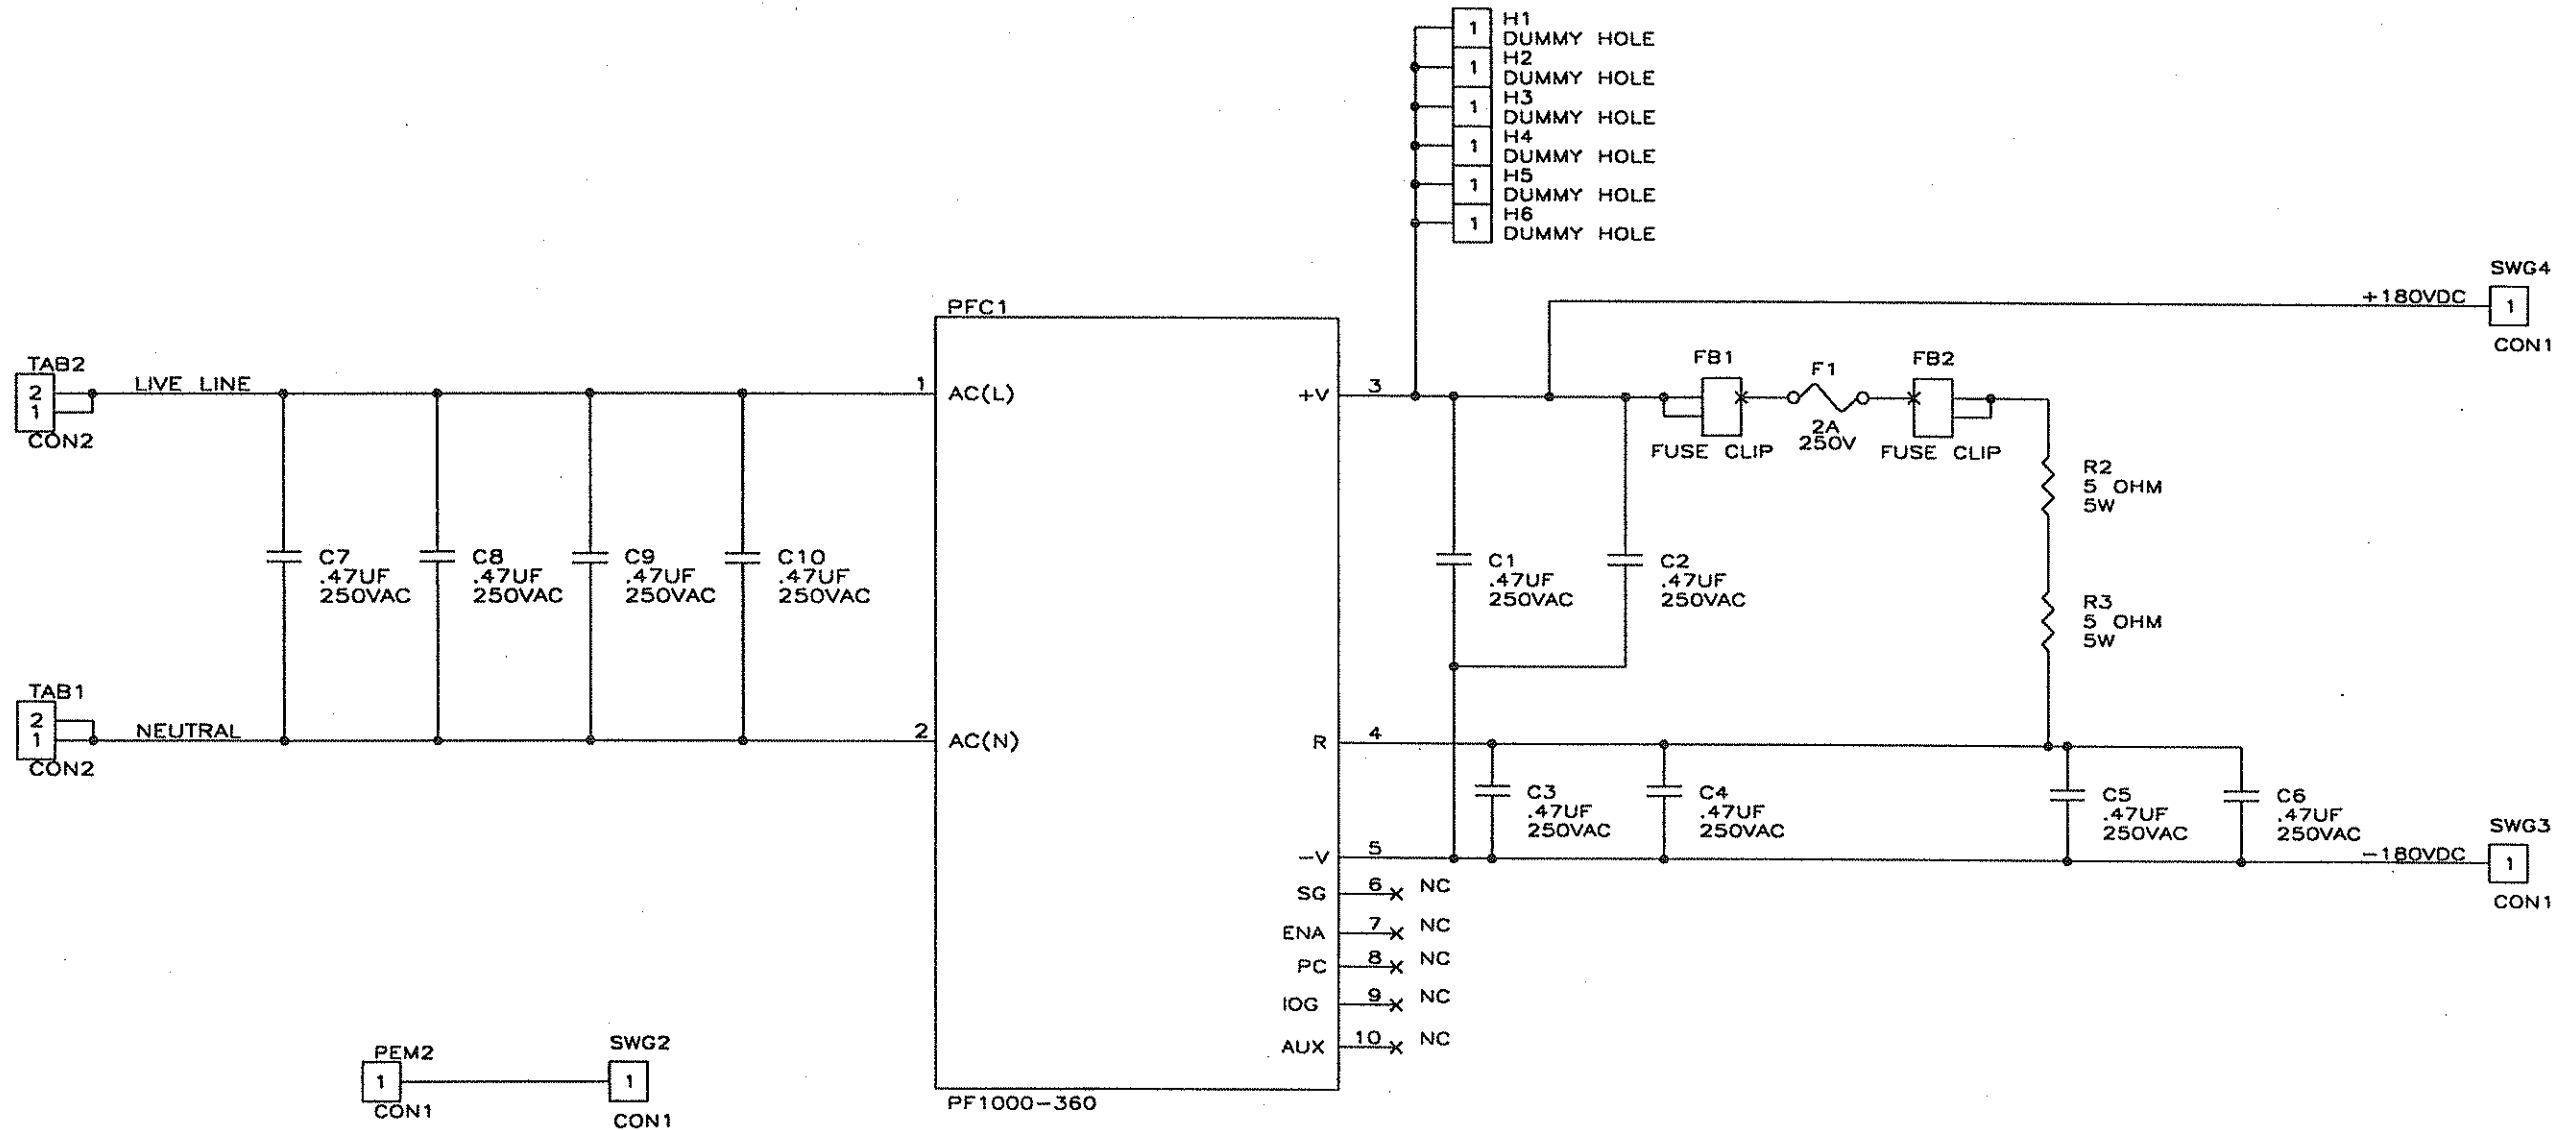 1
H1
DUMMY HOLE
1
H2
DUMMY HOLE
1
H3
DUMMY HOLE
1
H4
DUMMY HOLE
1
H5
DUMMY HOLE
1
H6
DUMMY HOLE
SWG4
+180VDC
1
CON1
PFC1
TAB2
2
1
CON2
LIVE LINE
1
AC(L)
+V
3
FB1
FUSE CLIP
F1
2A
250V
FB2
FUSE CLIP
R2
5 OHM
5W
C7
.47UF
250VAC
C8
.47UF
250VAC
C9
.47UF
250VAC
C10
.47UF
250VAC
C1
.47UF
250VAC
C2
.47UF
250VAC
R3
5 OHM
5W
TAB1
2
1
CON2
NEUTRAL
2
AC(N)
R
4
C3
.47UF
250VAC
C4
.47UF
250VAC
C5
.47UF
250VAC
C6
.47UF
250VAC
SWG3
-180VDC
1
CON1
-V
5
SG
6
NC
ENA
7
NC
PC
8
NC
IOG
9
NC
AUX
10
NC
PEM2
1
CON1
SWG2
1
CON1
PF1000-360